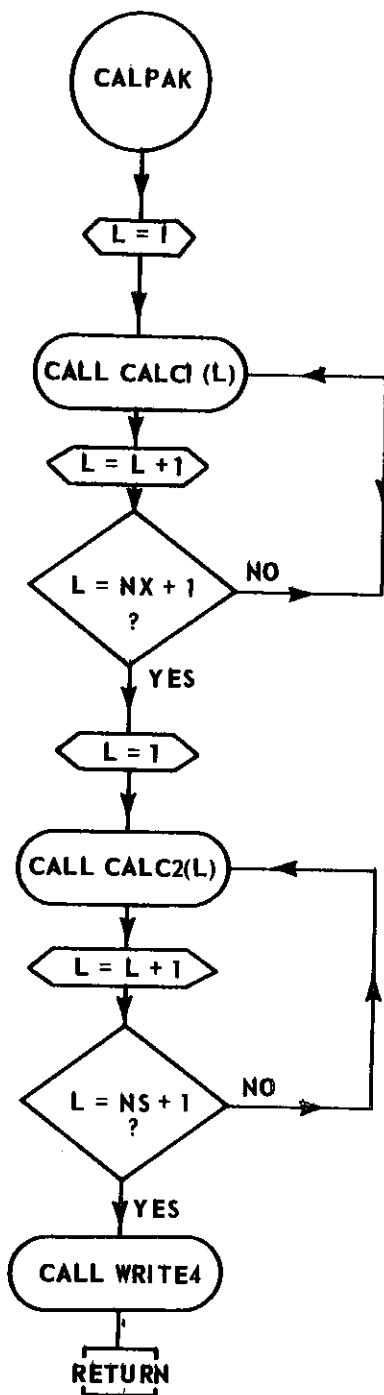 CALPAK
L = 1
CALL CALC1 (L)
L = L + 1
L = NX + 1
?
NO
YES
L = 1
CALL CALC2(L)
L = L + 1
L = NS + 1
?
NO
YES
CALL WRITE4
RETURN